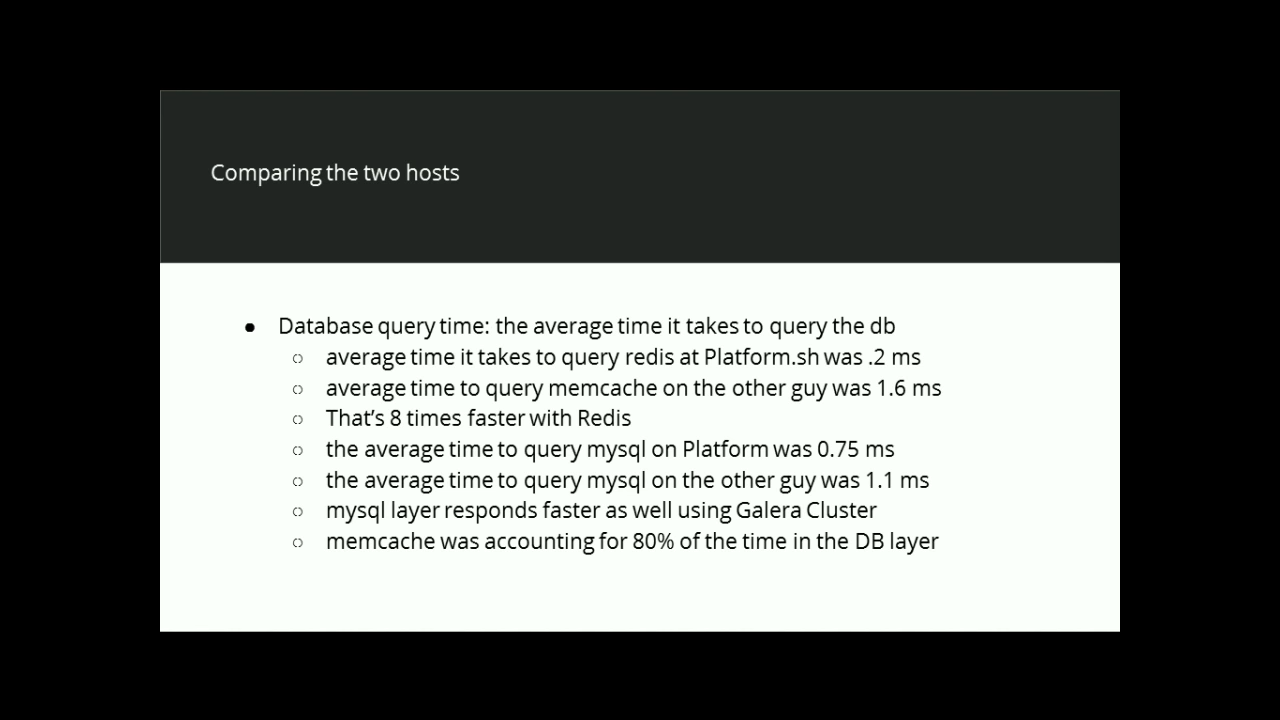 Comparing the two hosts
● Database query time: the average time it takes to query the db
○ average time it takes to query redis at Platform.sh was .2 ms
○ average time to query memcache on the other guy was 1.6 ms
○ That’s 8 times faster with Redis
○ the average time to query mysql on Platform was 0.75 ms
○ the average time to query mysql on the other guy was 1.1 ms
○ mysql layer responds faster as well using Galera Cluster
○ memcache was accounting for 80% of the time in the DB layer